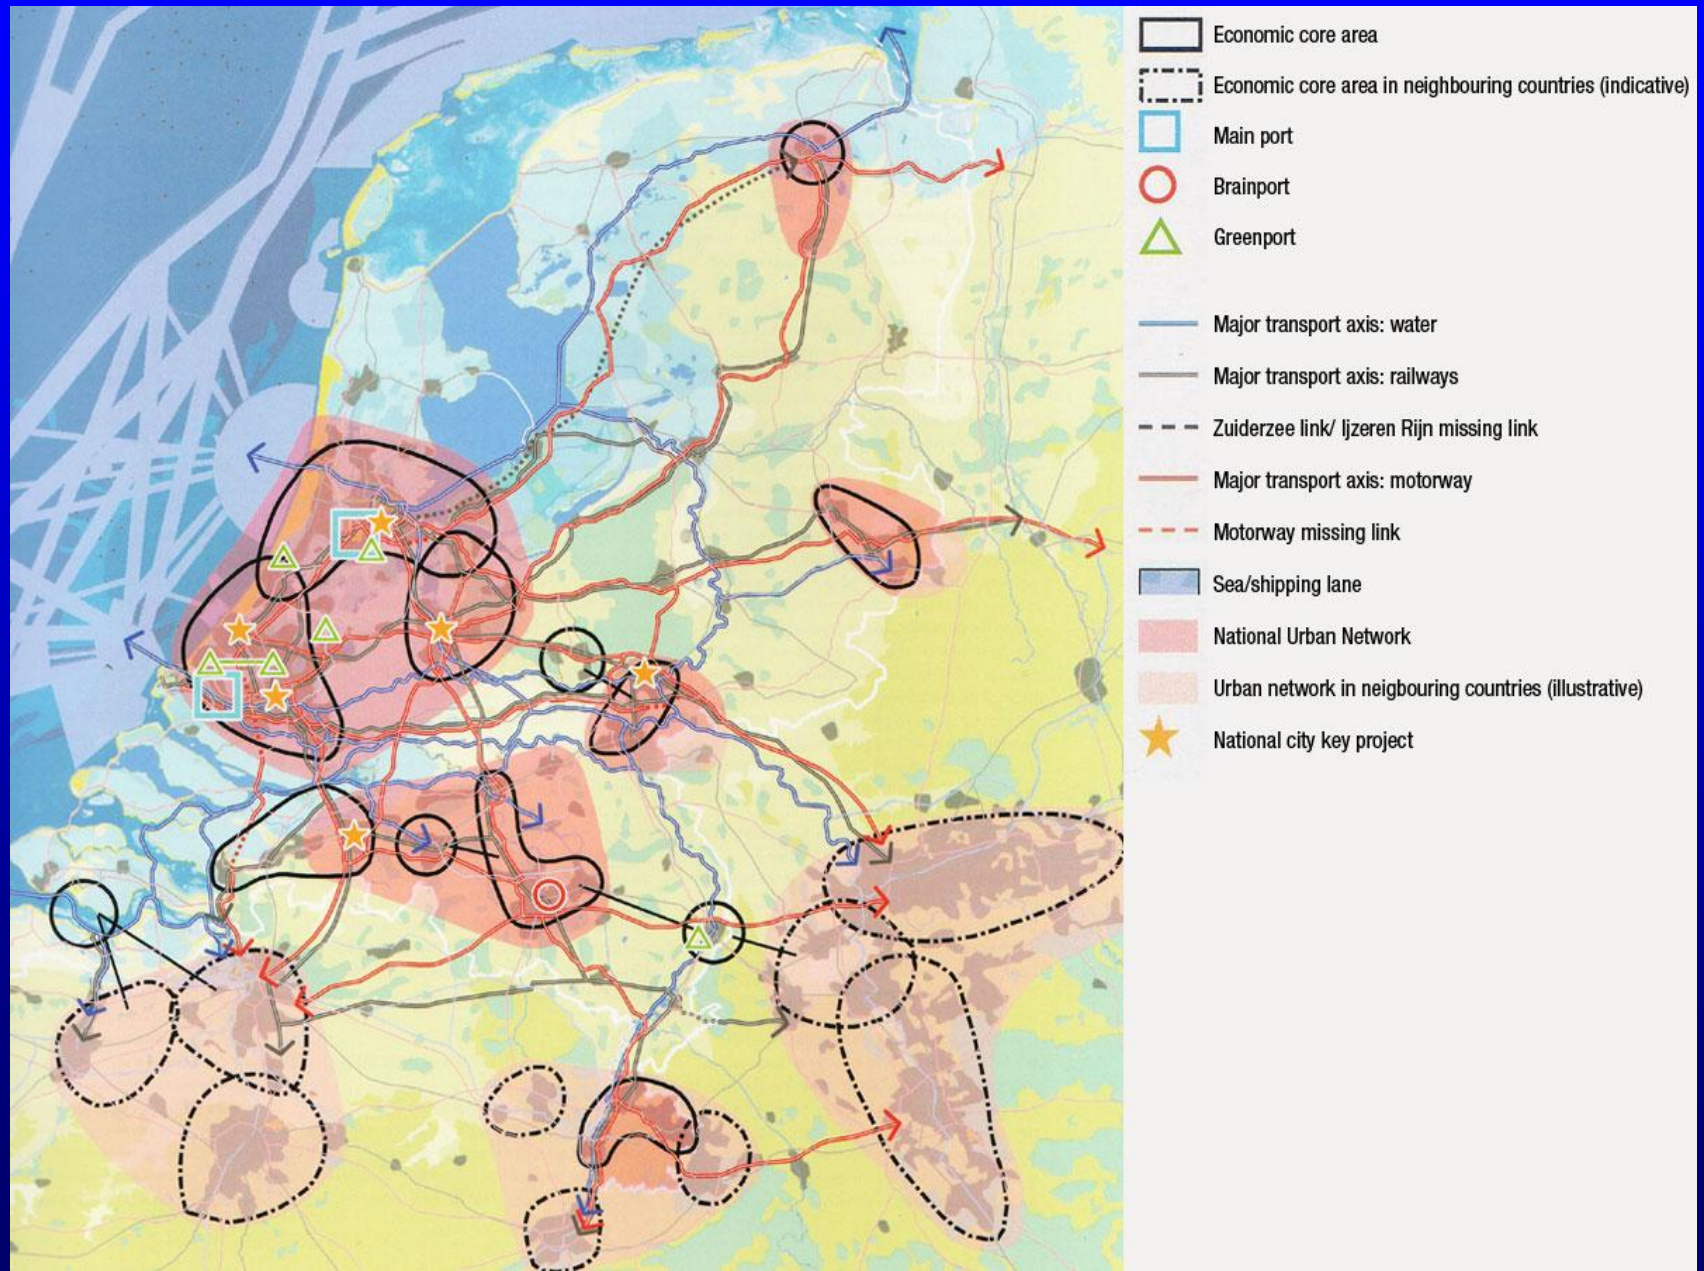 Economic core area
Economic core area in neighbouring countries (indicative)
Main port
Brainport
Greenport
Major transport axis: water
Major transport axis: railways
Zuiderzee link/ Ijzeren Rijn missing link
Major transport axis: motorway
Motorway missing link
Sea/shipping lane
National Urban Network
Urban network in neigbouring countries (illustrative)
National city key project